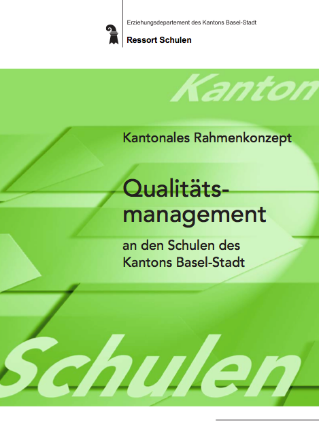 Erziehungsdepartement des Kantons Basel-Stadt
Ressort Schulen
Kanton
Kantonales Rahmenkonzept
Qualitäts-
management
an den Schulen des
Kantons Basel-Stadt
Schulen